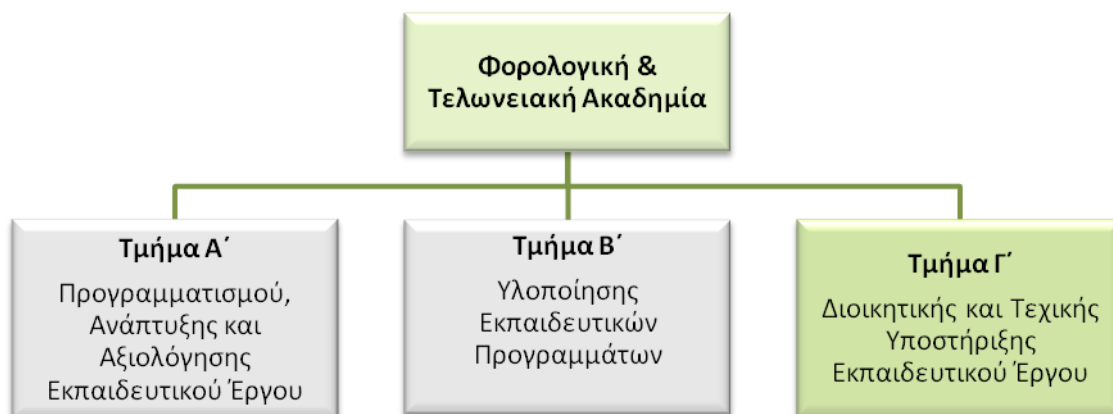 Φορολογική &
Τελωνειακή Ακαδημία
Τμήμα Α΄
Προγραμματισμού,
Ανάπτυξης και
Αξιολόγησης
Εκπαιδευτικού Έργου
Τμήμα Β΄
Υλοποίησης
Εκπαιδευτικών
Προγραμμάτων
Τμήμα Γ΄
Διοικητικής και Τεχικής
Υποστήριξης
Εκπαιδευτικού Έργου